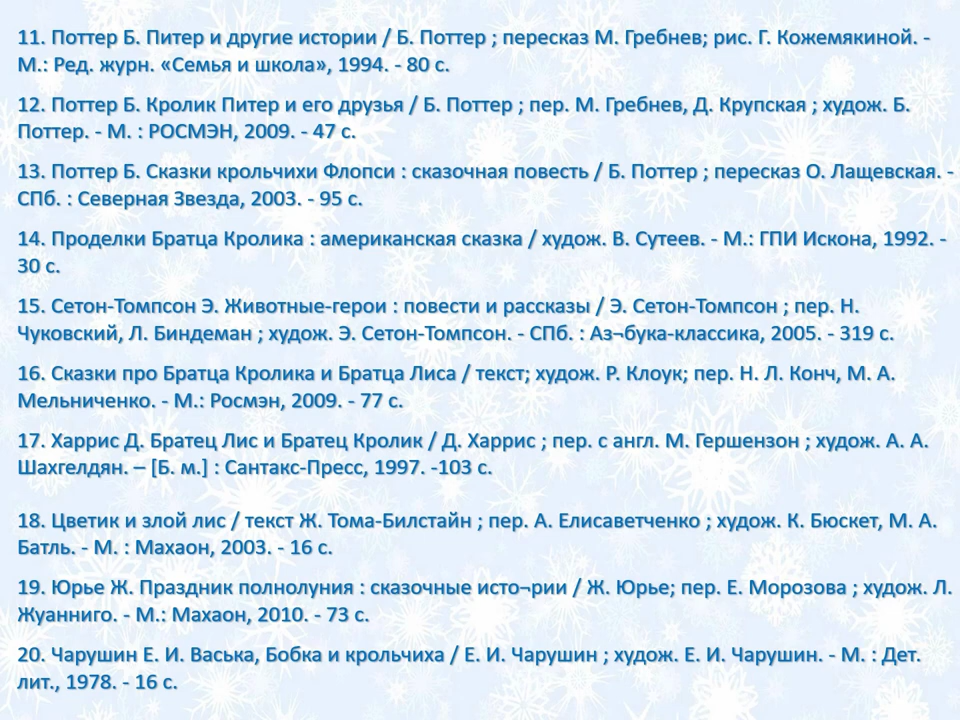 11. Поттер Б. Питер и другие истории / Б. Поттер ; пересказ М. Гребнев; рис. Г. Кожемякиной. -
М.: Ред. журн. «Семья и школа», 1994. - 80 с.
12. Поттер Б. Кролик Питер и его друзья / Б. Поттер ; пер. М. Гребнев, Д. Крупская ; худож. Б.
Поттер. - М. : РОСМЭН, 2009. - 47 с.
13. Поттер Б. Сказки крольчихи Флопси : сказочная повесть / Б. Поттер ; пересказ О. Лащевская. -
СПб. : Северная Звезда, 2003. - 95 с.
14. Проделки Братца Кролика : американская сказка / худож. В. Сутеев. - М.: ГПИ Искона, 1992. -
30 с.
15. Сетон-Томпсон Э. Животные-герои : повести и рассказы / Э. Сетон-Томпсон ; пер. Н.
Чуковский, Л. Биндеман ; худож. Э. Сетон-Томпсон. - СПб. : Аз¬бука-классика, 2005. - 319 с.
16. Сказки про Братца Кролика и Братца Лиса / текст; худож. Р. Клоук; пер. Н. Л. Конч, М. А.
Мельниченко. - М.: Росмэн, 2009. - 77 с.
17. Харрис Д. Братец Лис и Братец Кролик / Д. Харрис ; пер. с англ. М. Гершензон ; худож. А. А.
Шахгелдян. – [Б. м.] : Сантакс-Пресс, 1997. -103 с.
18. Цветик и злой лис / текст Ж. Тома-Билстайн ; пер. А. Елисаветченко ; худож. К. Бюскет, М. А.
Батль. - М. : Махаон, 2003. - 16 с.
19. Юрье Ж. Праздник полнолуния : сказочные исто¬рии / Ж. Юрье; пер. Е. Морозова ; худож. Л.
Жуанниго. - М.: Махаон, 2010. - 73 с.
20. Чарушин Е. И. Васька, Бобка и крольчиха / Е. И. Чарушин ; худож. Е. И. Чарушин. - М. : Дет.
лит., 1978. - 16 с.